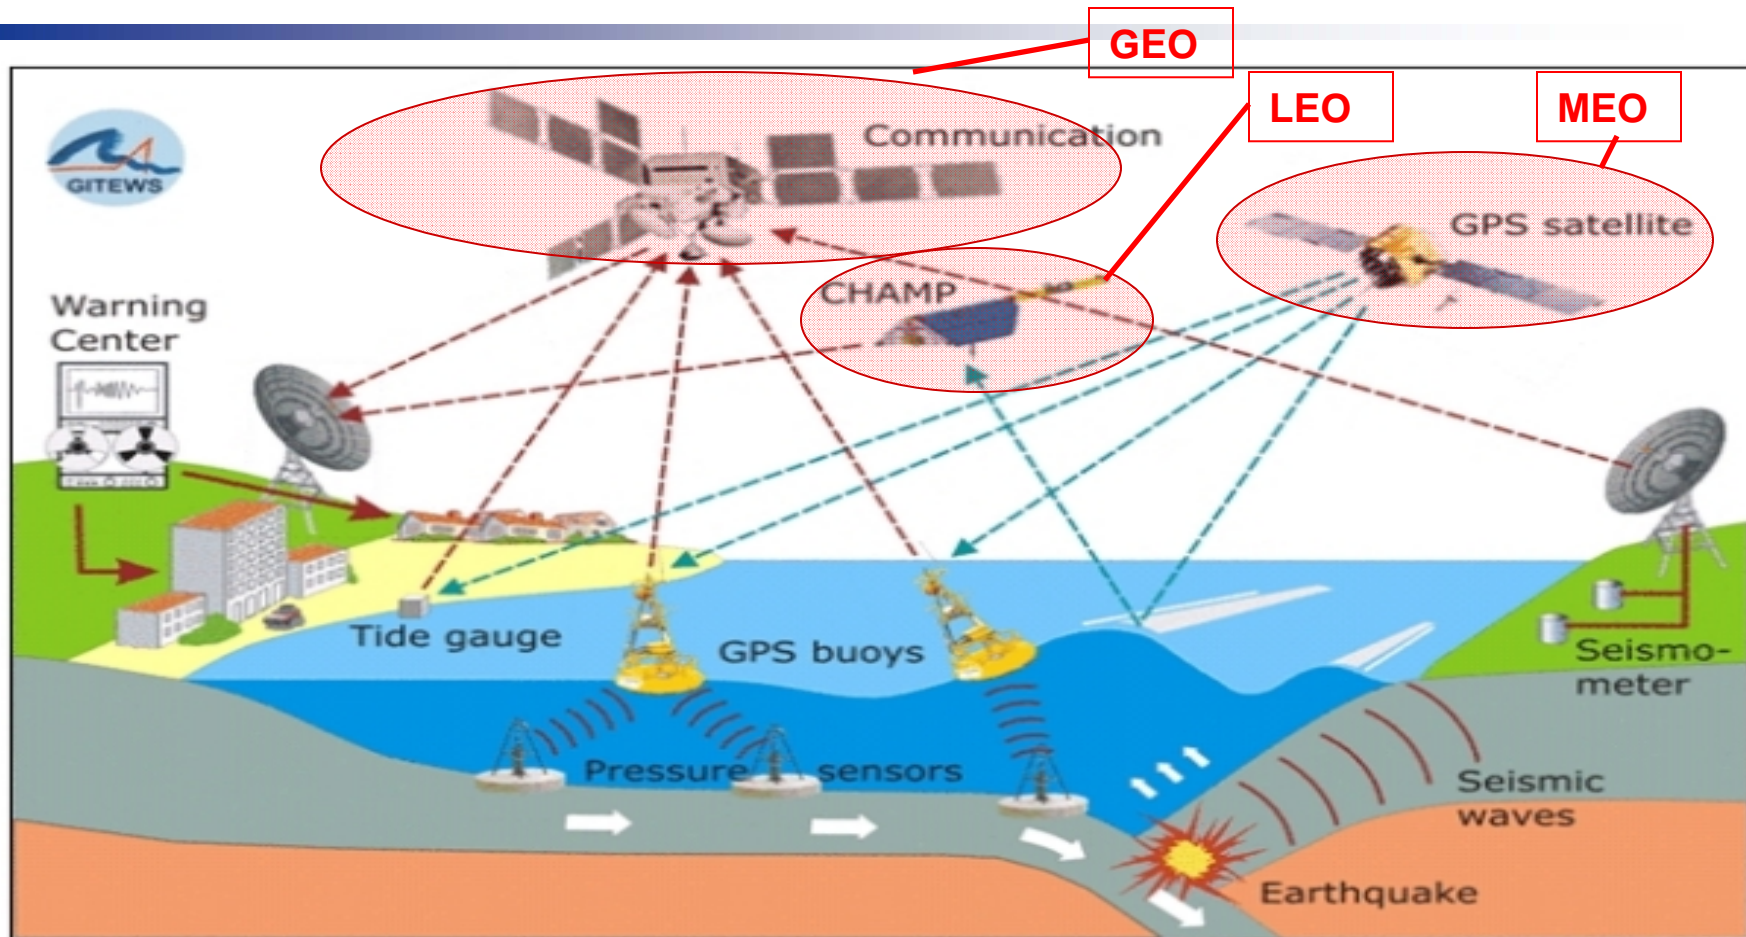 GEO
LEO
MEO
Communication
GITEWS
GPS satellite
CHAMP
Warning
Center
Tide gauge
GPS buoys
Seismo-
meter
Pressure sensors
Seismic
waves
Earthquake